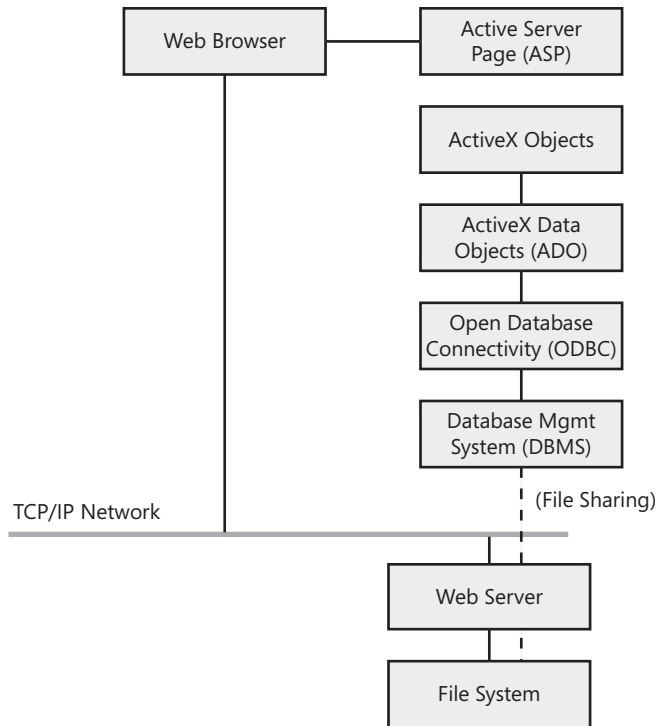 Web Browser
Active Server
Page (ASP)
ActiveX Objects
ActiveX Data
Objects (ADO)
Open Database
Connectivity (ODBC)
Database Mgmt
System (DBMS)
(File Sharing)
TCP/IP Network
Web Server
File System